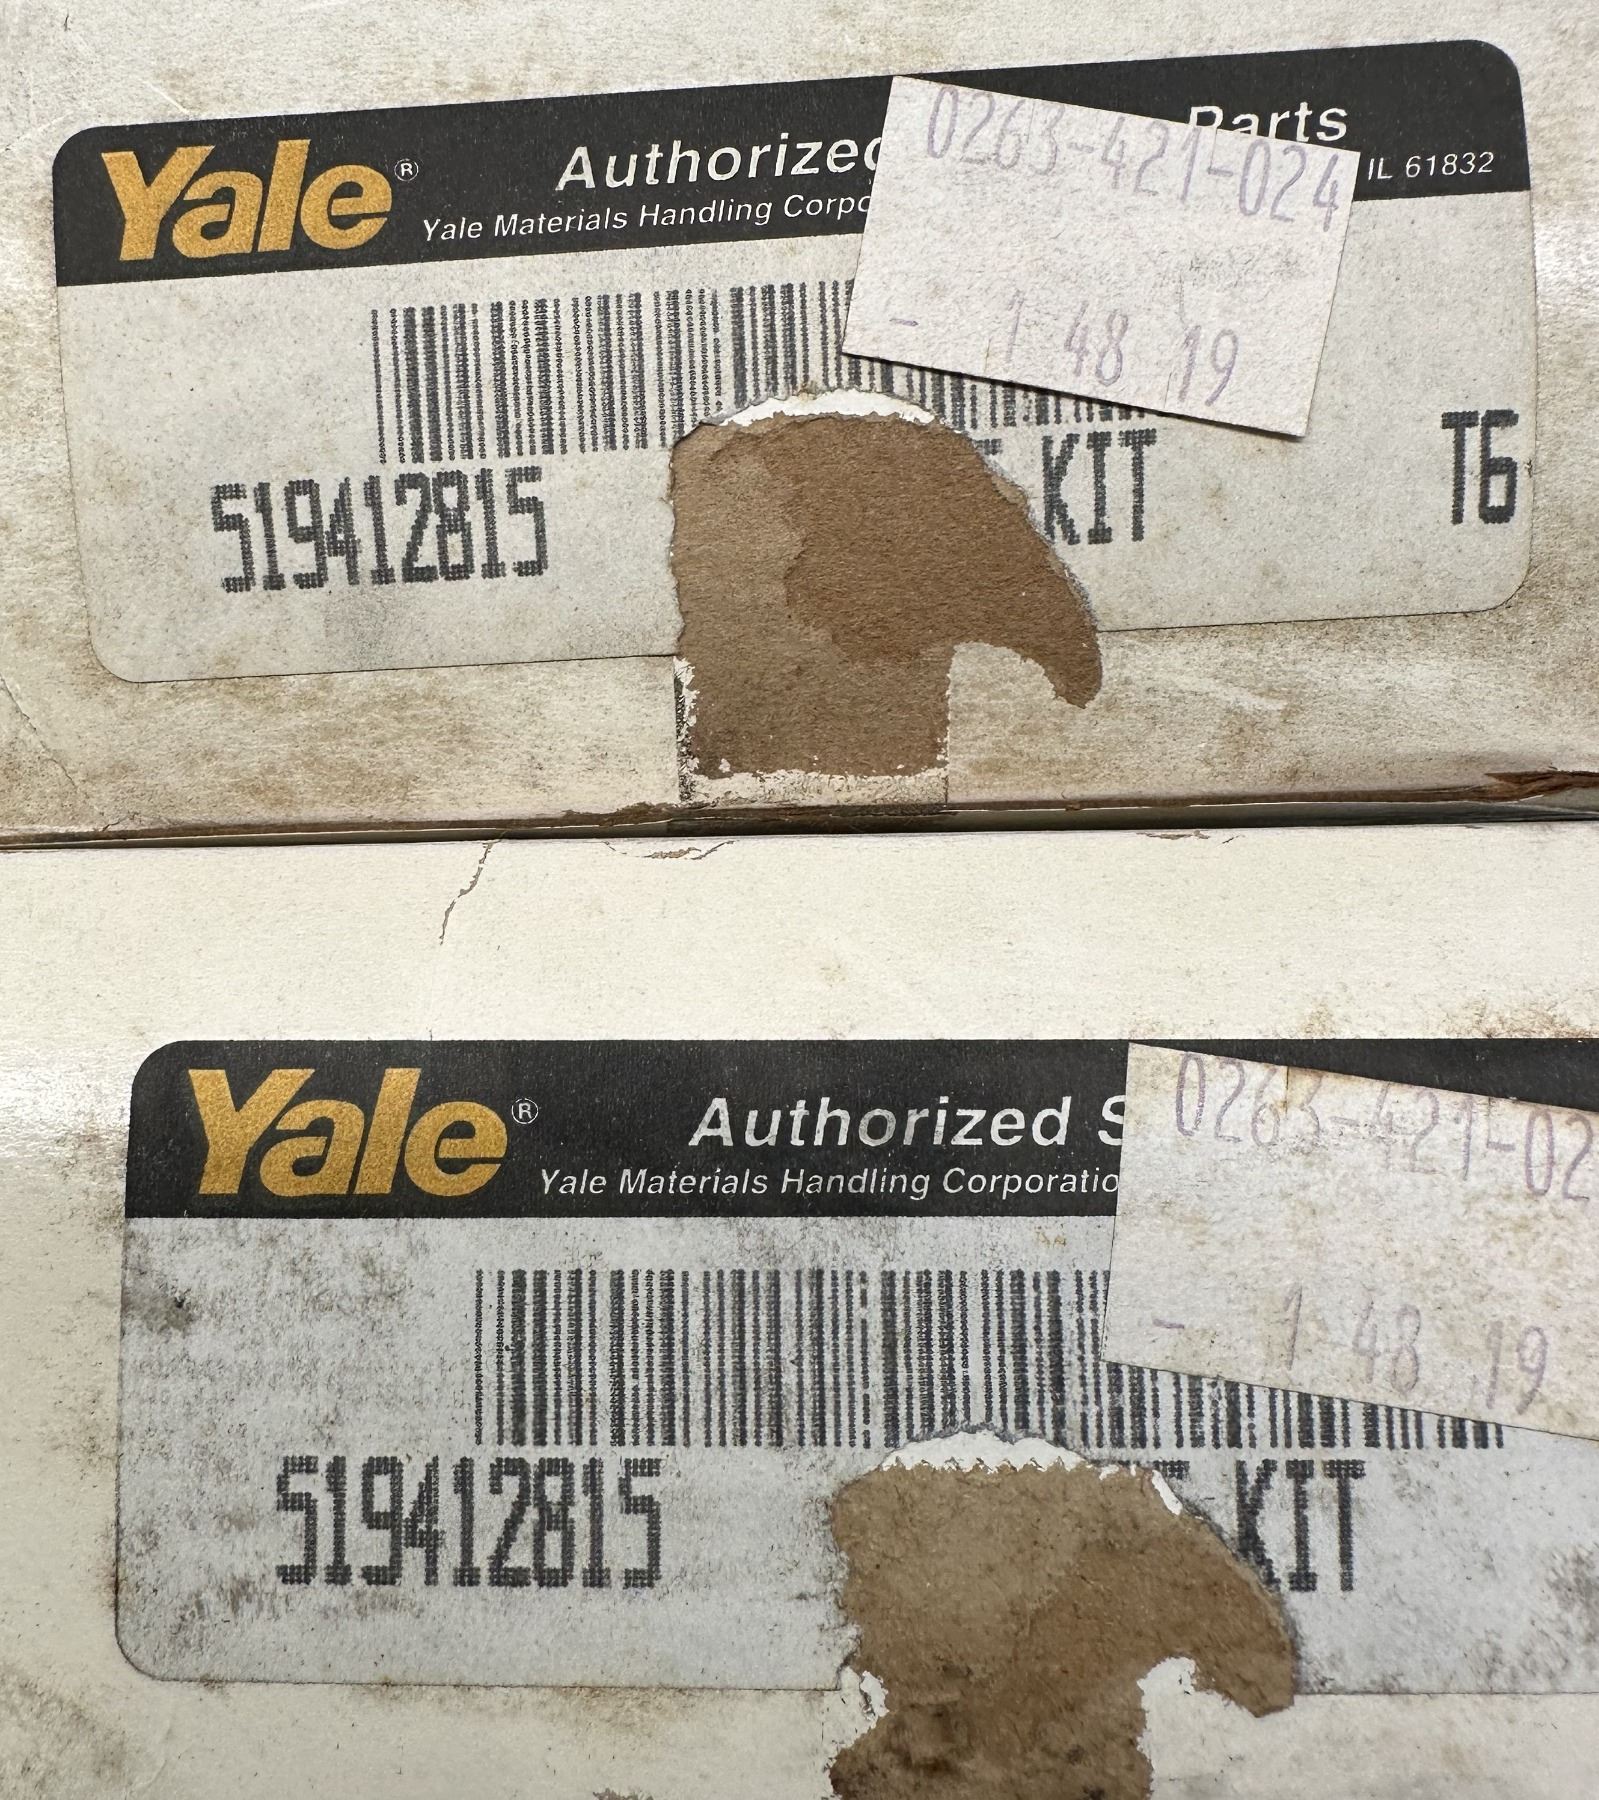 Yale® Authorized Parts
Yale Materials Handling Corpo IL 61832
0263-421-024
- 1 48 19
519412815 KIT T6
Yale® Authorized S
Yale Materials Handling Corporatio
0263-421-02
- 1 48 19
519412815 KIT